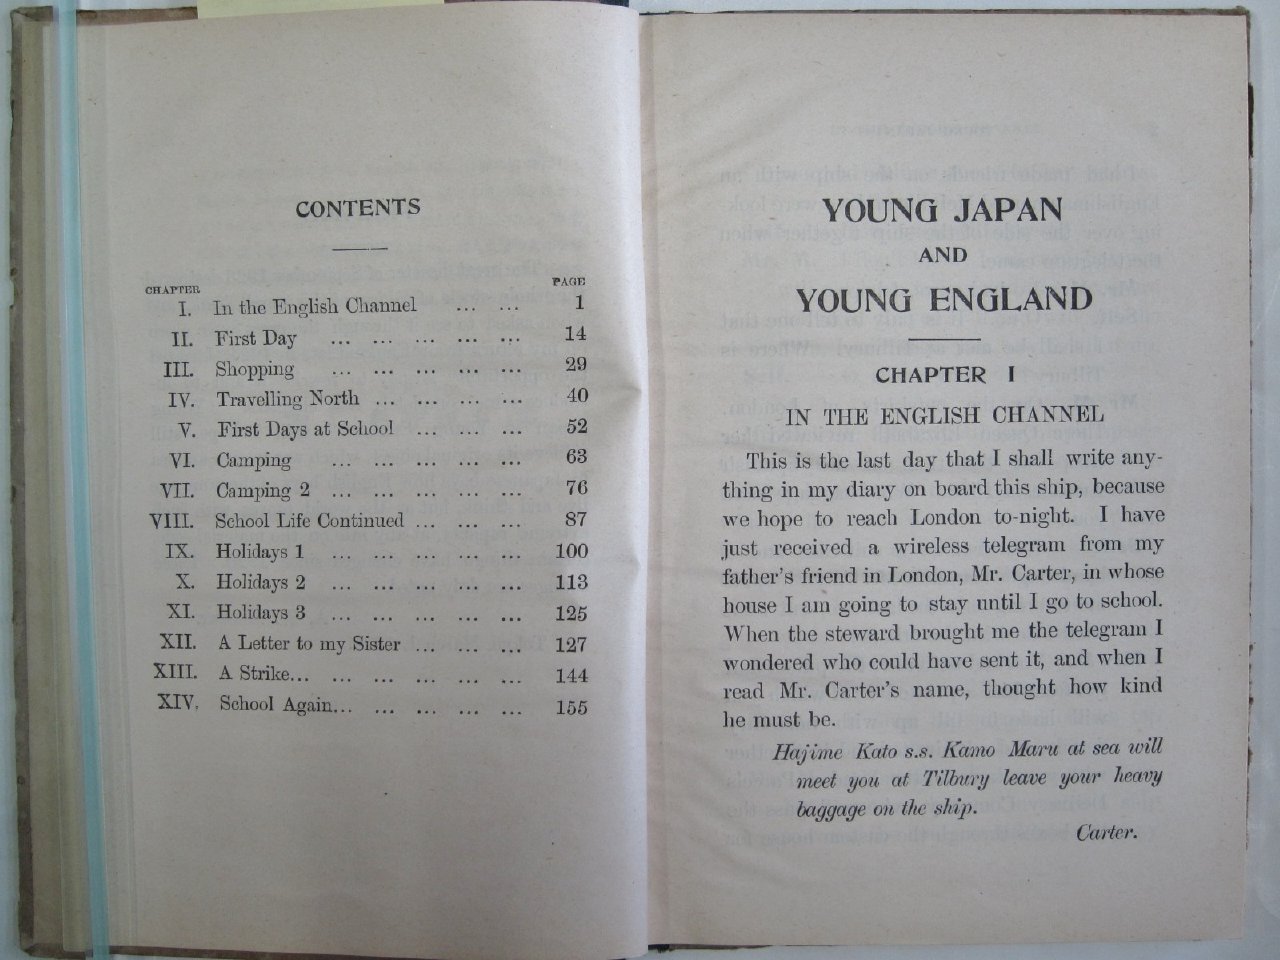 CONTENTS
CHAPTER PAGE
I. In the English Channel ... ... 1
II. First Day ... ... ... ... ... 14
III. Shopping ... ... ... ... ... 29
IV. Travelling North ... ... ... ... 40
V. First Days at School ... ... ... 52
VI. Camping ... ... ... ... ... 63
VII. Camping 2 ... ... ... ... ... 76
VIII. School Life Continued ... ... ... 87
IX. Holidays 1 ... ... ... ... ... 100
X. Holidays 2 ... ... ... ... ... 113
XI. Holidays 3 ... ... ... ... ... 125
XII. A Letter to my Sister ... ... ... 127
XIII. A Strike... ... ... ... ... ... 144
XIV. School Again... ... ... ... ... 155
YOUNG JAPAN
AND
YOUNG ENGLAND
CHAPTER I
IN THE ENGLISH CHANNEL
This is the last day that I shall write any-
thing in my diary on board this ship, because
we hope to reach London to-night. I have
just received a wireless telegram from my
father's friend in London, Mr. Carter, in whose
house I am going to stay until I go to school.
When the steward brought me the telegram I
wondered who could have sent it, and when I
read Mr. Carter's name, thought how kind
he must be.
Hajime Kato s.s. Kamo Maru at sea will
meet you at Tilbury leave your heavy
baggage on the ship.
Carter.